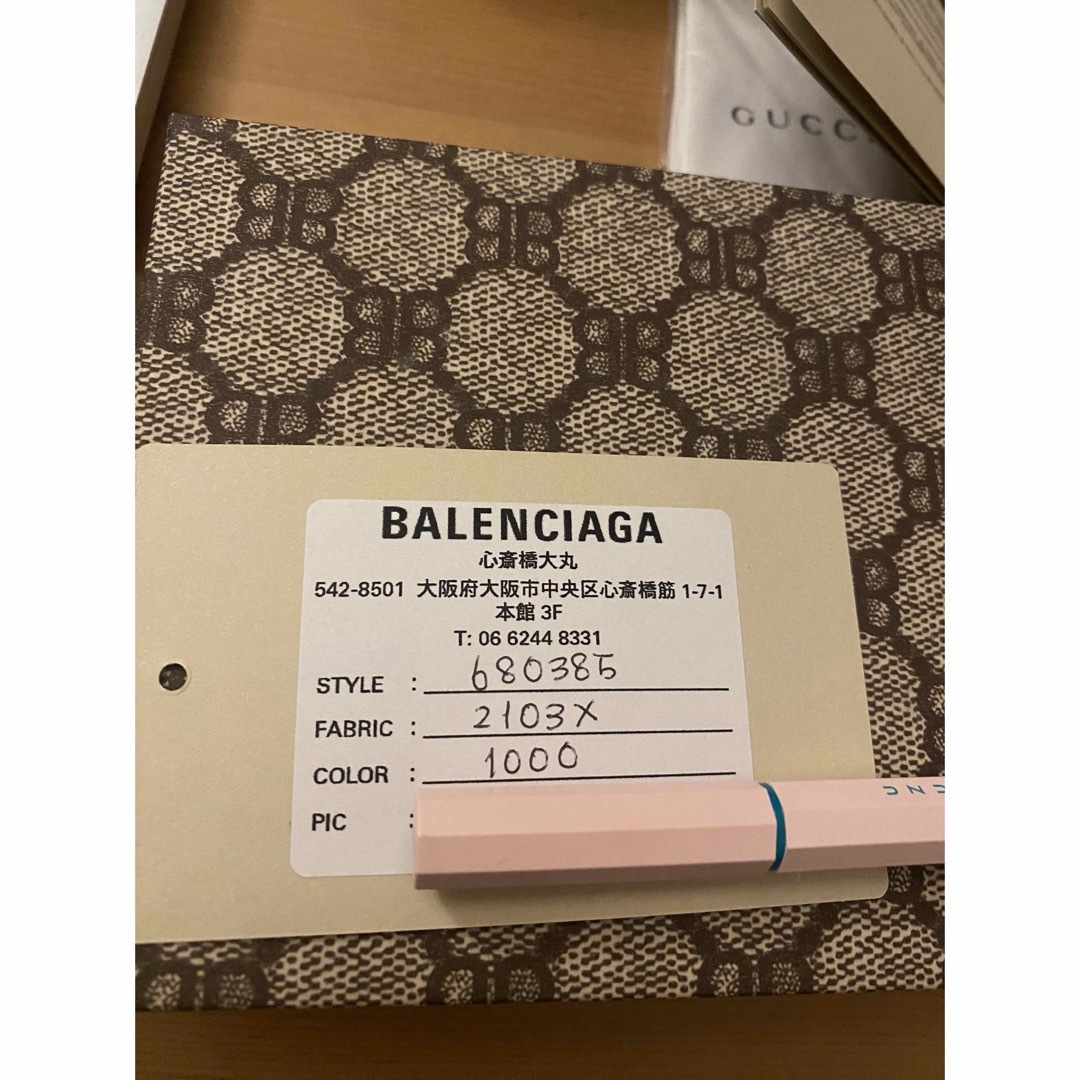 GUCCI
BALENCIAGA
心斎橋大丸
542-8501 大阪府大阪市中央区心斎橋筋 1-7-1
本館 3F
T: 06 6244 8331
STYLE : 680385
FABRIC : 2103X
COLOR : 1000
PIC :